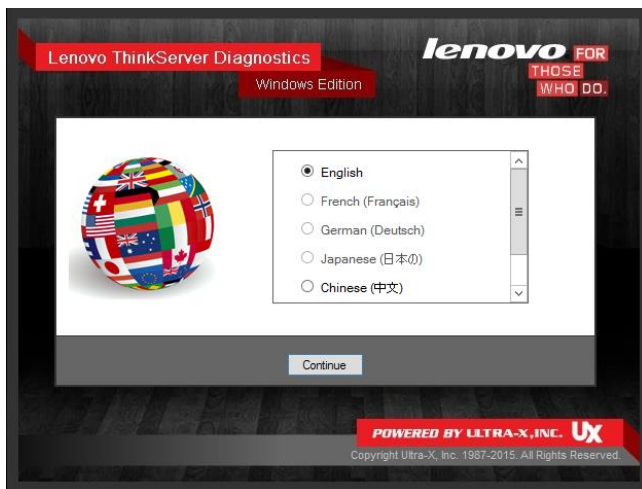 Lenovo ThinkServer Diagnostics
Windows Edition
lenovo FOR
THOSE
WHO DO.
English
French (Français)
German (Deutsch)
Japanese (日本の)
Chinese (中文)
Continue
POWERED BY ULTRA-X, INC. UX
Copyright Ultra-X, Inc. 1987-2015. All Rights Reserved.